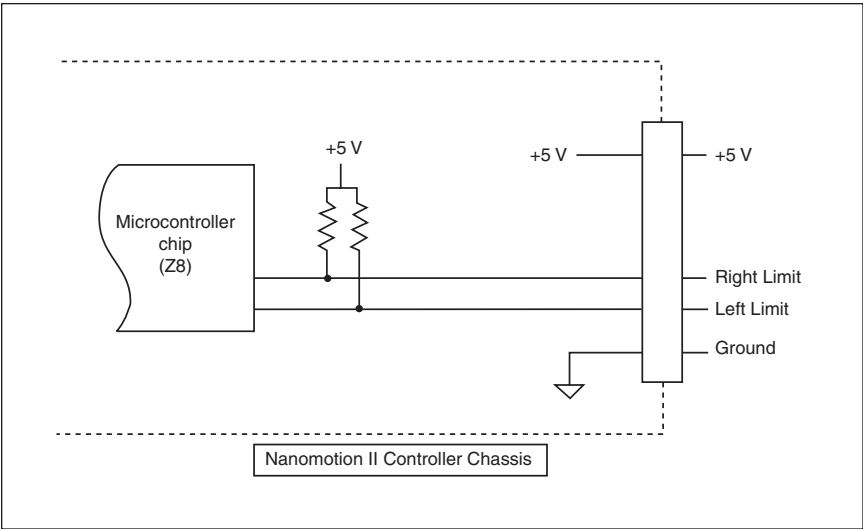 +5 V
+5 V
+5 V
Microcontroller
chip
(Z8)
Right Limit
Left Limit
Ground
Nanomotion II Controller Chassis